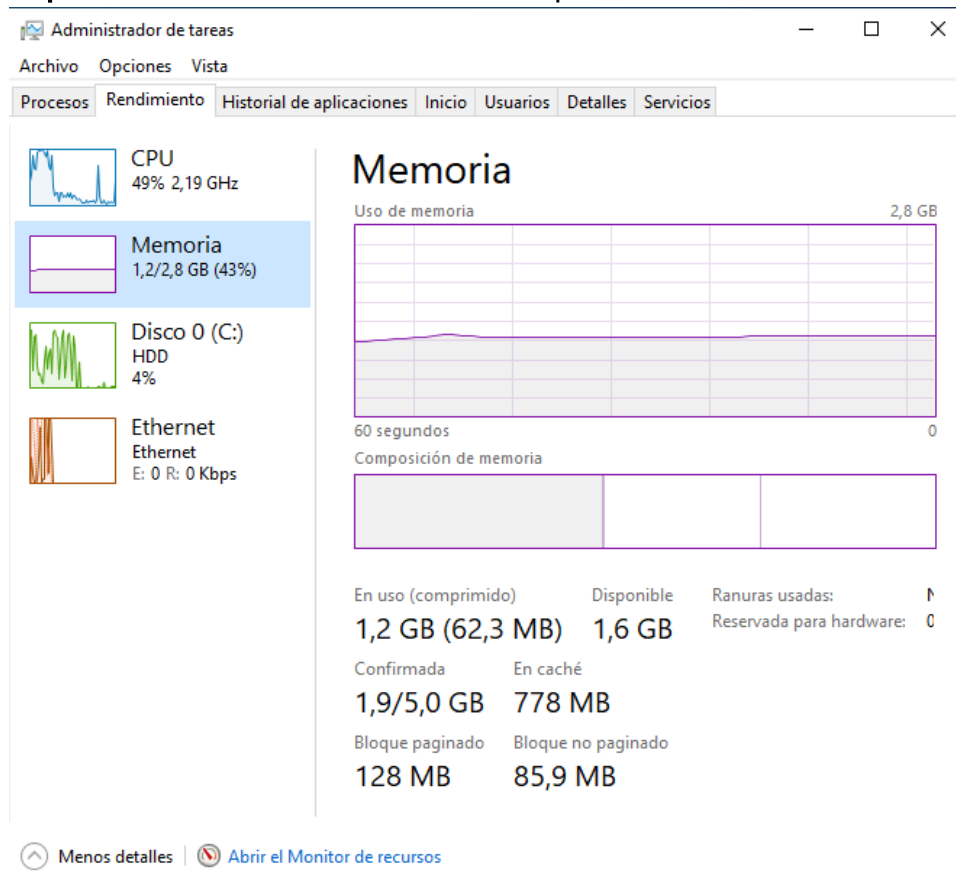 Administrador de tareas
Archivo Opciones Vista
Procesos Rendimiento Historial de aplicaciones Inicio Usuarios Detalles Servicios
CPU
49% 2,19 GHz
Memoria
1,2/2,8 GB (43%)
Disco 0 (C:)
HDD
4%
Ethernet
Ethernet
E: 0 R: 0 Kbps
Memoria
Uso de memoria 2,8 GB
60 segundos 0
Composición de memoria
En uso (comprimido) Disponible
1,2 GB (62,3 MB) 1,6 GB
Confirmada En caché
1,9/5,0 GB 778 MB
Bloque paginado Bloque no paginado
128 MB 85,9 MB
Ranuras usadas:
Reservada para hardware: 0
Menos detalles Abrir el Monitor de recursos